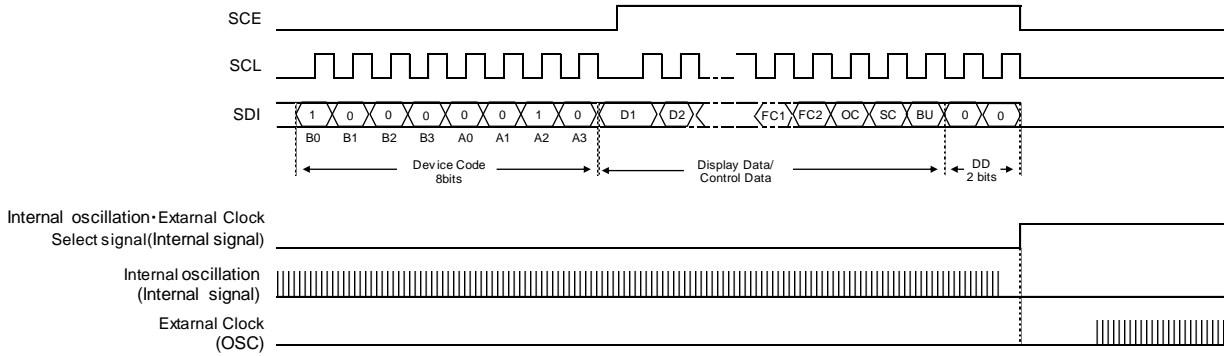 SCE
SCL
SDI
1 0 0 0 0 0 1 0 D1 D2 FC1 FC2 OC SC BU 0 0
B0 B1 B2 B3 A0 A1 A2 A3
Device Code
8bits
Display Data/
Control Data
DD
2 bits
Internal oscillation・Extarnal Clock
Select signal(Internal signal)
Internal oscillation
(Internal signal)
Extarnal Clock
(OSC)